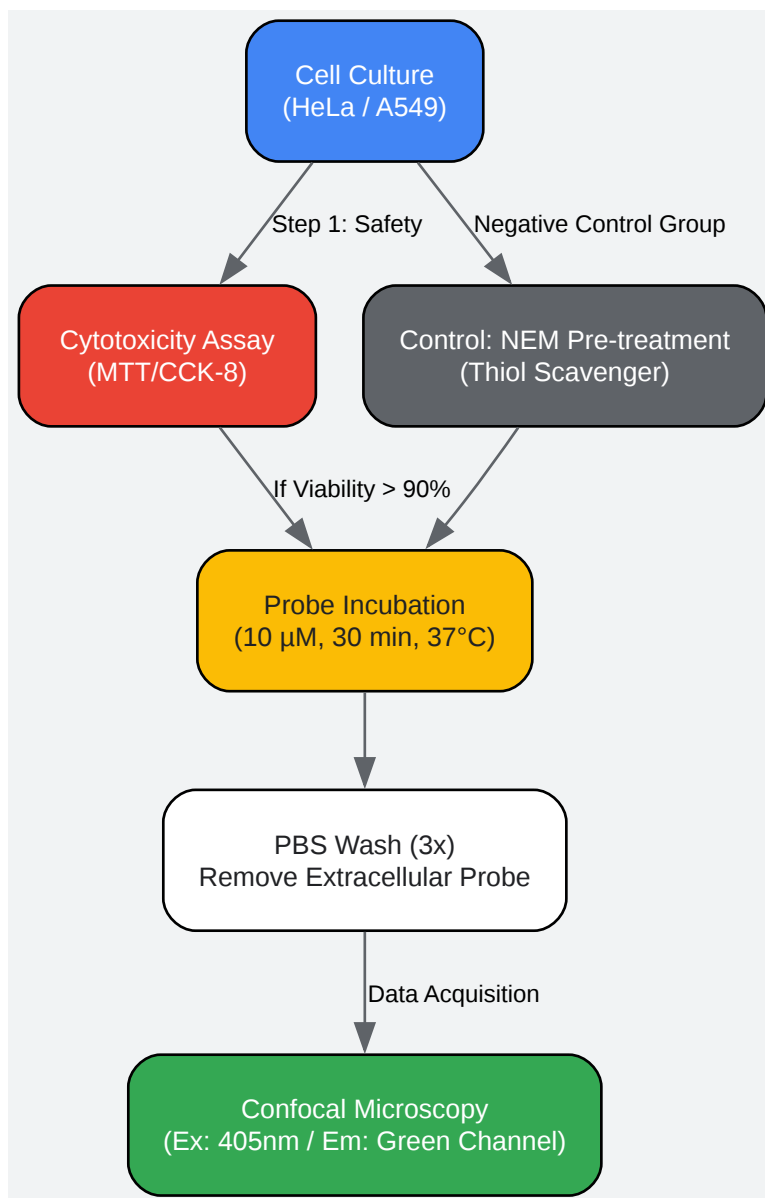 Cell Culture
(HeLa / A549)
Step 1: Safety
Negative Control Group
Cytotoxicity Assay
(MTT/CCK-8)
Control: NEM Pre-treatment
(Thiol Scavenger)
If Viability > 90%
Probe Incubation
(10 µM, 30 min, 37°C)
PBS Wash (3x)
Remove Extracellular Probe
Data Acquisition
Confocal Microscopy
(Ex: 405nm / Em: Green Channel)